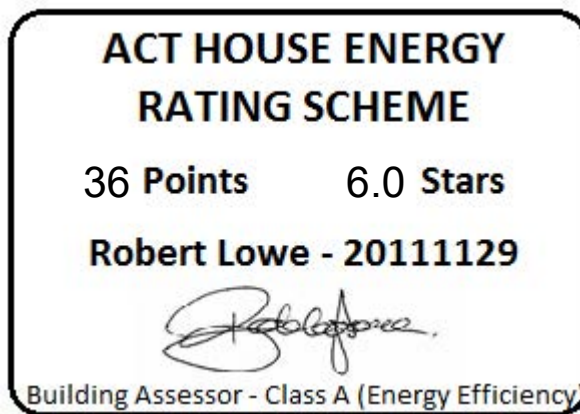 ACT HOUSE ENERGY
RATING SCHEME
36 Points 6.0 Stars
Robert Lowe - 20111129
Building Assessor - Class A (Energy Efficiency)